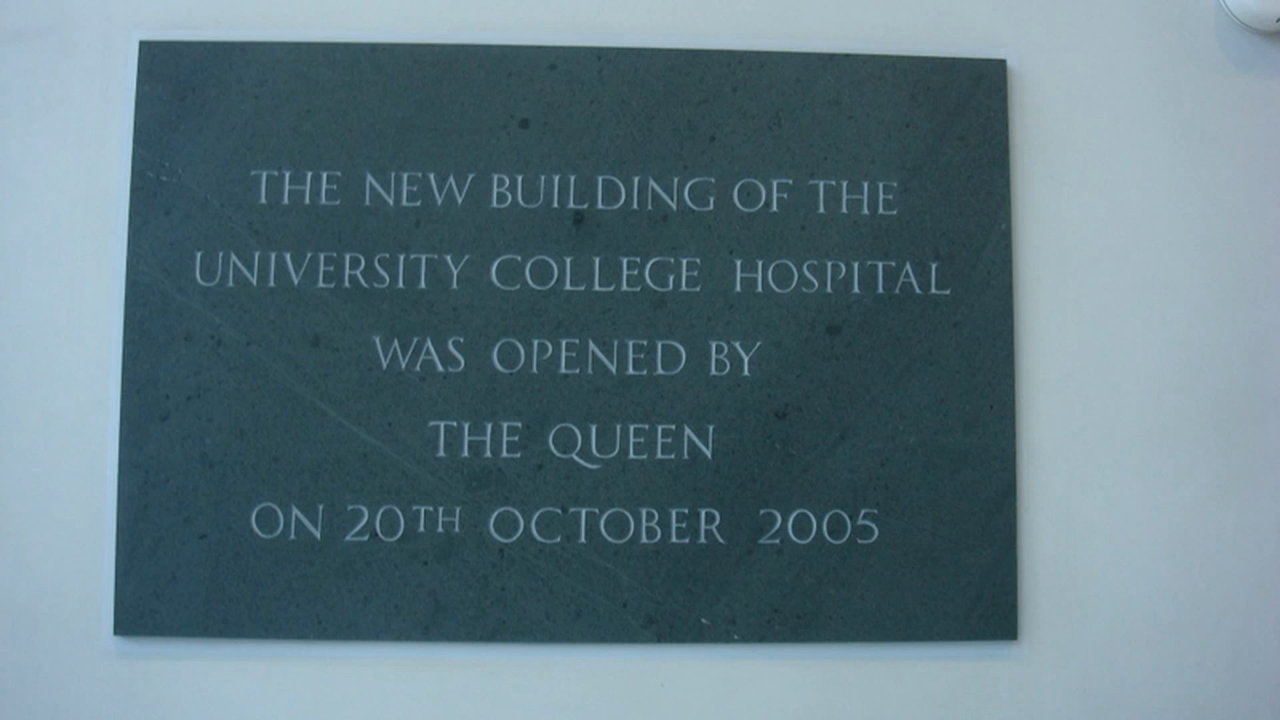 THE NEW BUILDING OF THE
UNIVERSITY COLLEGE HOSPITAL
WAS OPENED BY
THE QUEEN
ON 20TH OCTOBER 2005